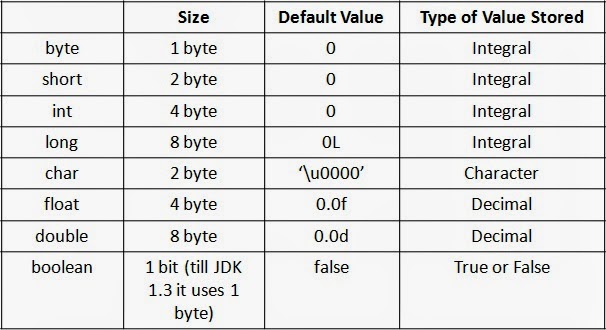 Size Default Value Type of Value Stored
byte 1 byte 0 Integral
short 2 byte 0 Integral
int 4 byte 0 Integral
long 8 byte 0L Integral
char 2 byte ‘\u0000’ Character
float 4 byte 0.0f Decimal
double 8 byte 0.0d Decimal
boolean 1 bit (till JDK false True or False
1.3 it uses 1
byte)